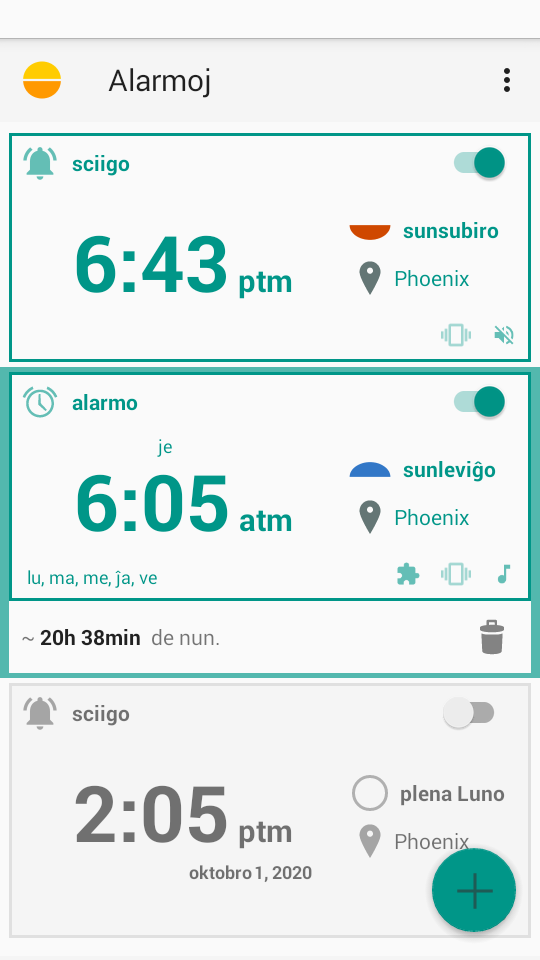 Alarmoj
sciigo
6:43 ptm
sunsubiro
Phoenix
alarmo
je
6:05 atm
sunleviĝo
Phoenix
lu, ma, me, ĵa, ve
~ 20h 38min de nun.
sciigo
2:05 ptm
plena Luno
Phoenix
oktobro 1, 2020